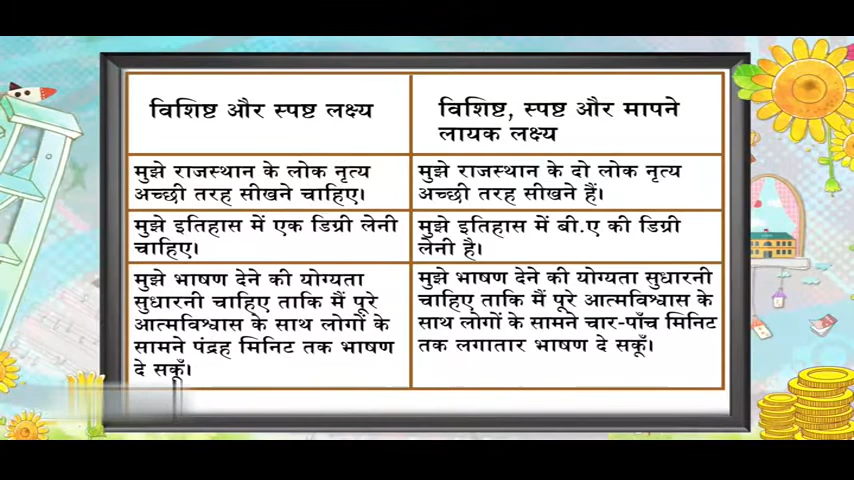 विशिष्ट और स्पष्ट लक्ष्य
विशिष्ट, स्पष्ट और मापने
लायक लक्ष्य
मुझे राजस्थान के लोक नृत्य
अच्छी तरह सीखने चाहिए।
मुझे राजस्थान के दो लोक नृत्य
अच्छी तरह सीखने हैं।
मुझे इतिहास में एक डिग्री लेनी
चाहिए।
मुझे इतिहास में बी.ए की डिग्री
लेनी है।
मुझे भाषण देने की योग्यता
सुधारनी चाहिए ताकि मैं पूरे
आत्मविश्वास के साथ लोगों के
सामने पंद्रह मिनिट तक भाषण
दे सकूँ।
मुझे भाषण देने की योग्यता सुधारनी
चाहिए ताकि मैं पूरे आत्मविश्वास के
साथ लोगों के सामने चार-पाँच मिनिट
तक लगातार भाषण दे सकूँ।